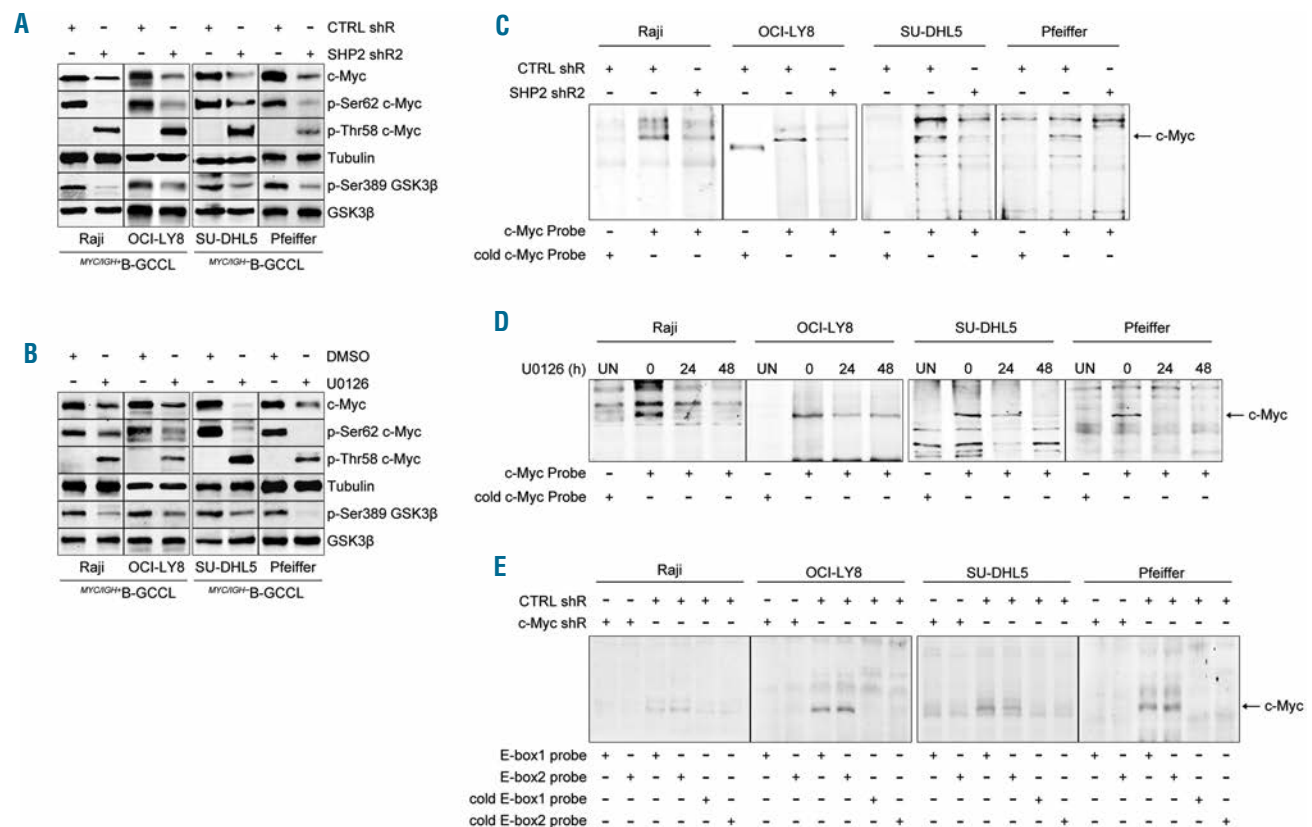 A
+ - + - + - + - CTRL shR
- + - + - + - + SHP2 shR2
c-Myc
p-Ser62 c-Myc
p-Thr58 c-Myc
Tubulin
p-Ser389 GSK3β
GSK3β
Raji OCI-LY8 SU-DHL5 Pfeiffer
MYC/IGH+B-GCCL MYC/IGH-B-GCCL
B
+ - + - + - + - DMSO
- + - + - + - + U0126
c-Myc
p-Ser62 c-Myc
p-Thr58 c-Myc
Tubulin
p-Ser389 GSK3β
GSK3β
Raji OCI-LY8 SU-DHL5 Pfeiffer
MYC/IGH+B-GCCL MYC/IGH-B-GCCL
C
Raji OCI-LY8 SU-DHL5 Pfeiffer
CTRL shR + + - + + - + + - + + -
SHP2 shR2 - - + - - + - - + - - +
← c-Myc
c-Myc Probe - + + - + + - + + - + +
cold c-Myc Probe + - - + - - + - - + - -
D
Raji OCI-LY8 SU-DHL5 Pfeiffer
U0126 (h) UN 0 24 48 UN 0 24 48 UN 0 24 48 UN 0 24 48
← c-Myc
c-Myc Probe - + + + - + + + - + + + - + + +
cold c-Myc Probe + - - - + - - - + - - - + - - -
E
Raji OCI-LY8 SU-DHL5 Pfeiffer
CTRL shR - - + + + + - - + + + + - - + + + + - - + + + +
c-Myc shR + + - - - - + + - - - - + + - - - - + + - - - -
← c-Myc
E-box1 probe + - + - - - + - + - - - + - + - - - + - + - - -
E-box2 probe - + - + - - - + - + - - - + - + - - - + - + - -
cold E-box1 probe - - - - + - - - - - + - - - - - + - - - - - + -
cold E-box2 probe - - - - - + - - - - - + - - - - - + - - - - - +